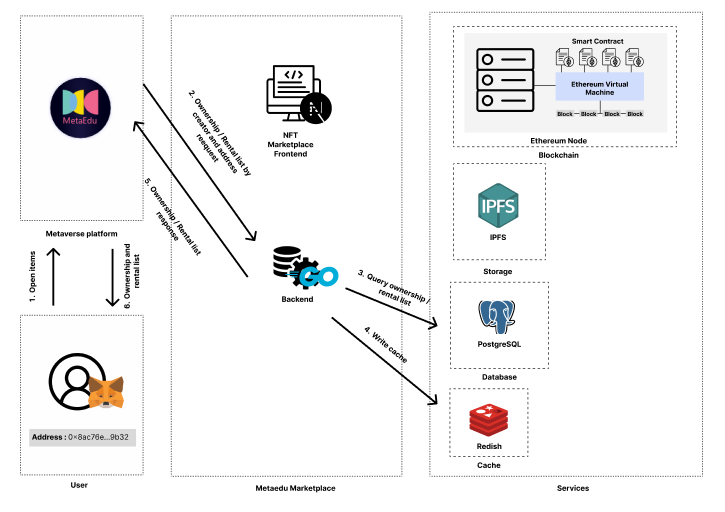 MetaEdu
Metaverse platform
1. Open items
6. Ownership and
rental list
Address : 0x8ac76e...9b32
User
2. Ownership / Rental list by
creator and address
reequest
5. Ownership / Rental list
response
</>
NFT
Marketplace
Frontend
GO
Backend
3. Query ownership /
rental list
4. Write cache
Metaedu Marketplace
Smart Contract
Ethereum Virtual
Machine
Block
Block
Block
Block
Ethereum Node
Blockchain
IPFS
IPFS
Storage
PostgreSQL
Database
Redish
Cache
Services